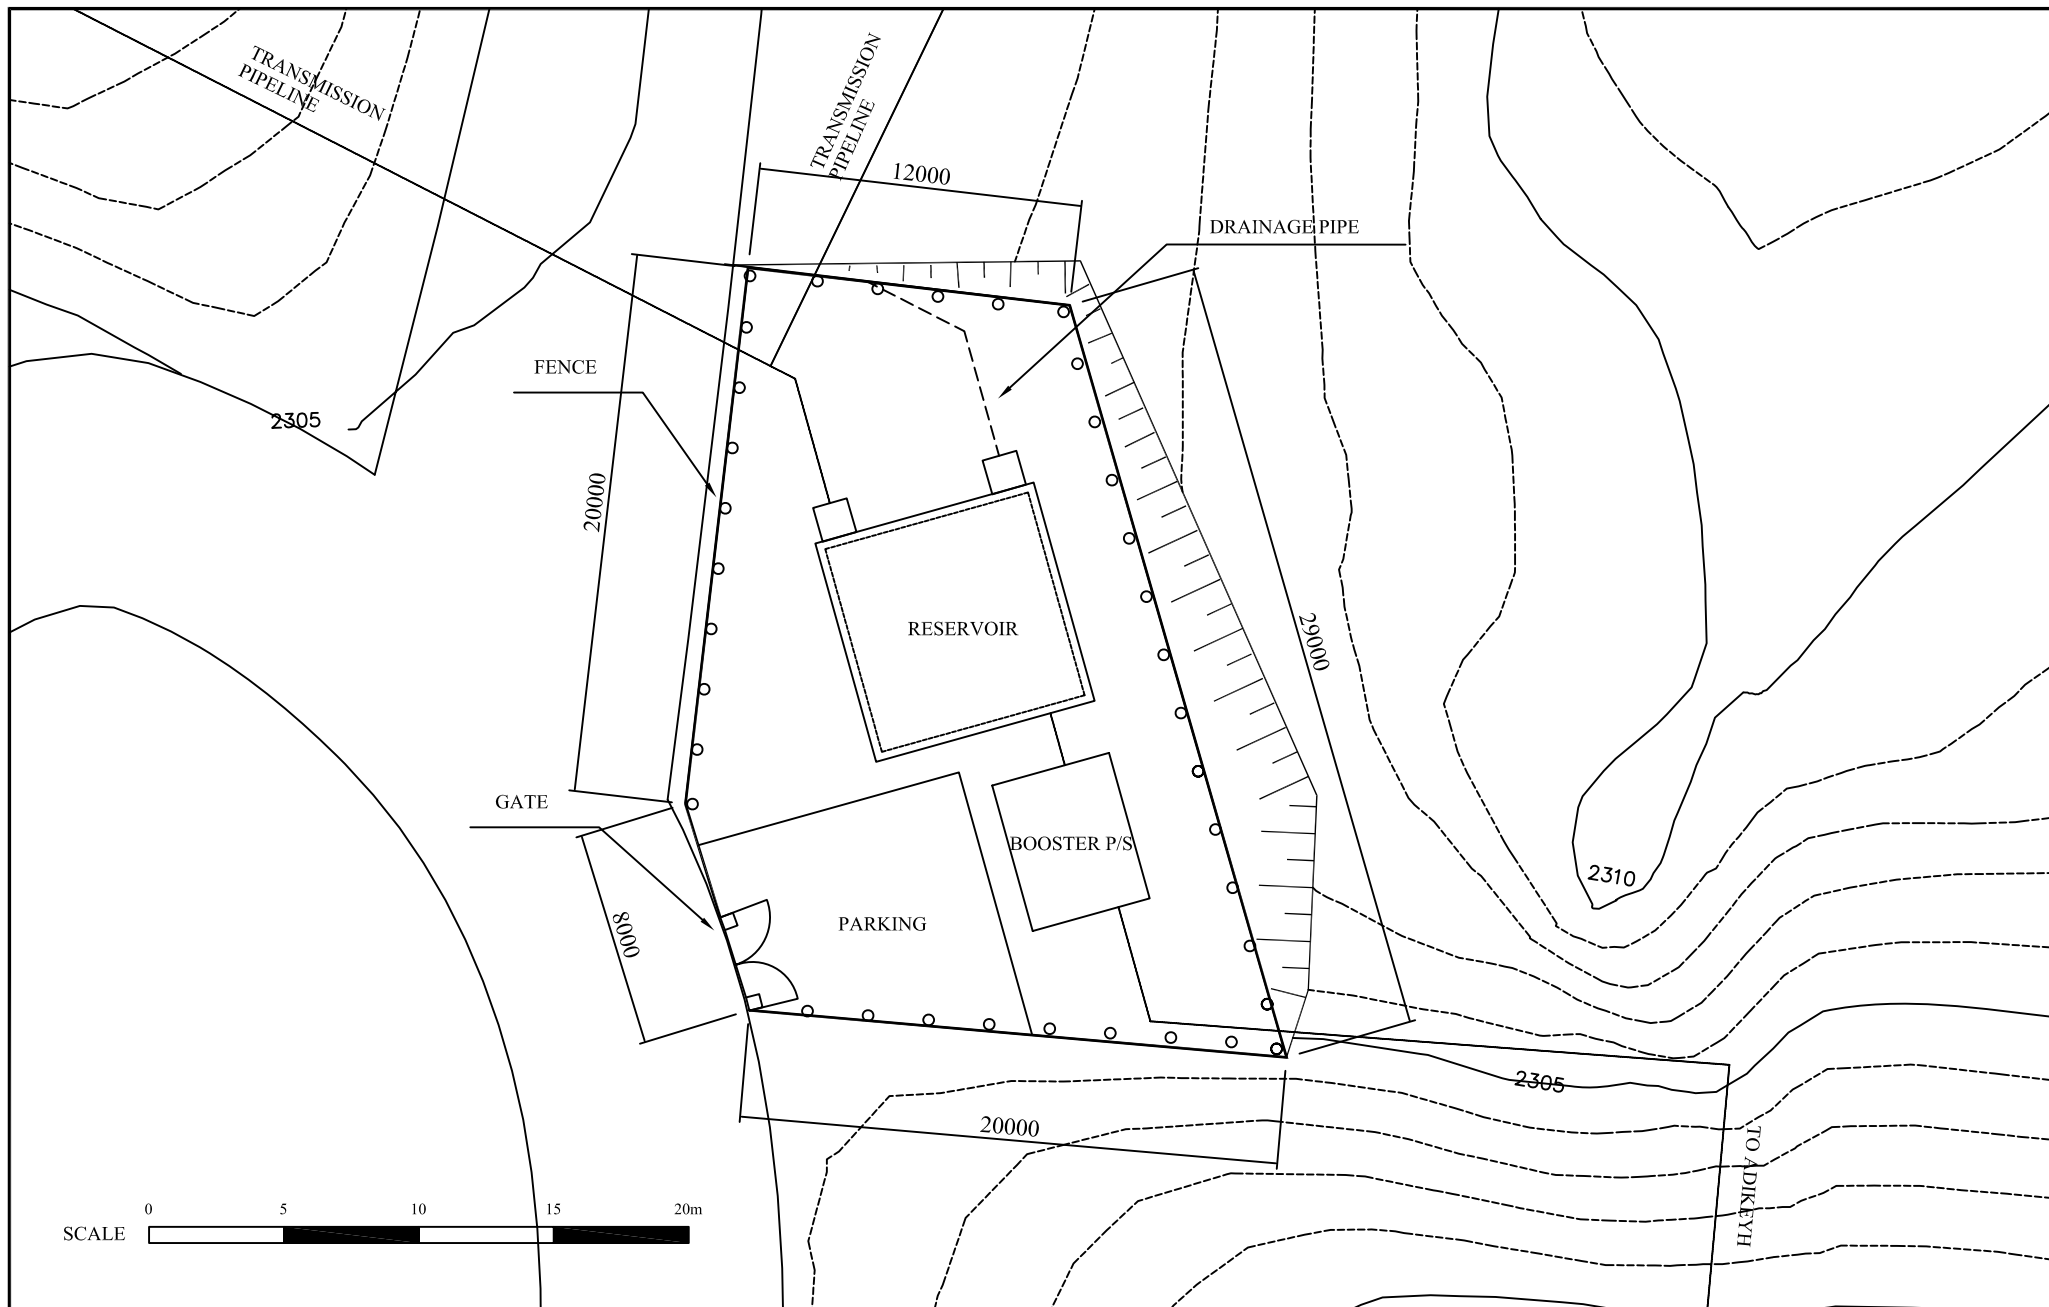 TRANSMISSION
PIPELINE
TRANSMISSION
PIPELINE
12000
DRAINAGE PIPE
FENCE
2305
20000
RESERVOIR
29000
GATE
BOOSTER P/S
2310
8000
PARKING
2305
20000
TO ADIKEYH
0 5 10 15 20m
SCALE